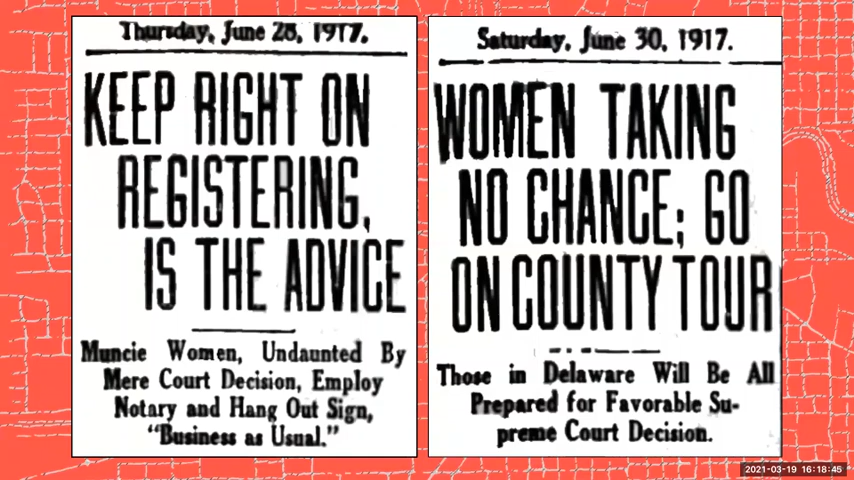 Thursday, June 28, 1917.
KEEP RIGHT ON
REGISTERING,
IS THE ADVICE
Muncie Women, Undaunted By
Mere Court Decision, Employ
Notary and Hang Out Sign,
"Business as Usual."
Saturday, June 30, 1917.
WOMEN TAKING
NO CHANCE; GO
ON COUNTY TOUR
Those in Delaware Will Be All
Prepared for Favorable Su-
preme Court Decision.
2021-03-19 16:18:45